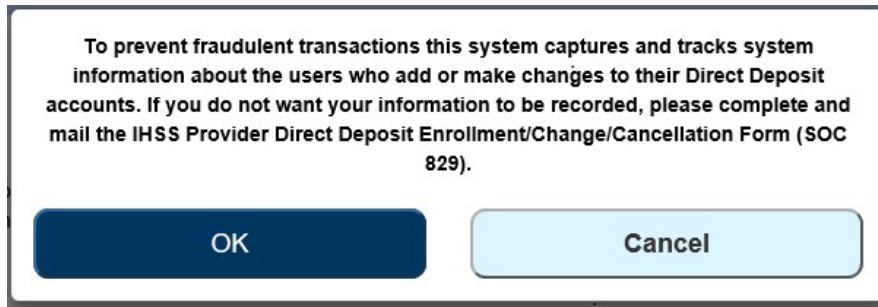 To prevent fraudulent transactions this system captures and tracks system
information about the users who add or make changes to their Direct Deposit
accounts. If you do not want your information to be recorded, please complete and
mail the IHSS Provider Direct Deposit Enrollment/Change/Cancellation Form (SOC
829).
OK
Cancel